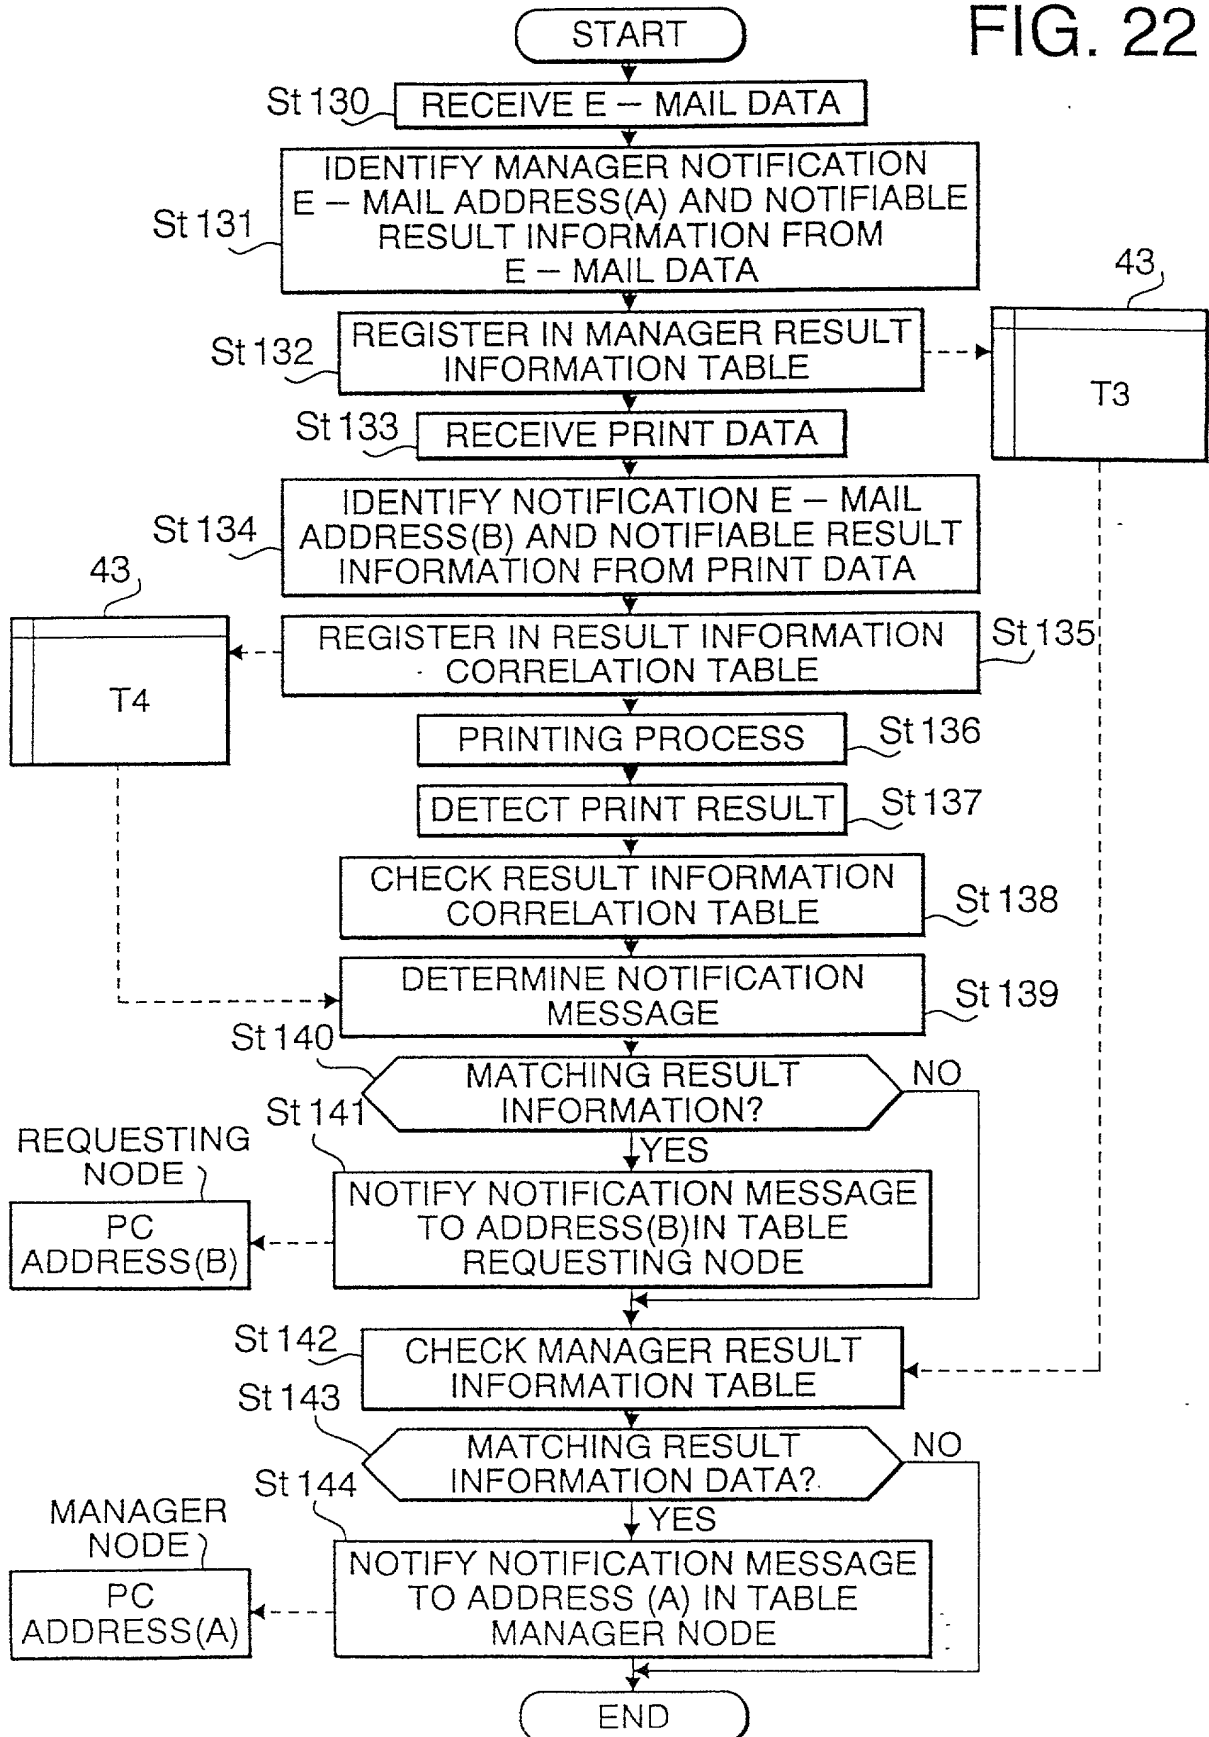 FIG. 22
START
St 130
RECEIVE E – MAIL DATA
IDENTIFY MANAGER NOTIFICATION
E – MAIL ADDRESS(A) AND NOTIFIABLE
RESULT INFORMATION FROM
E – MAIL DATA
St 131
43
T3
REGISTER IN MANAGER RESULT
INFORMATION TABLE
St 132
St 133
RECEIVE PRINT DATA
IDENTIFY NOTIFICATION E – MAIL
ADDRESS(B) AND NOTIFIABLE RESULT
INFORMATION FROM PRINT DATA
St 134
43
T4
REGISTER IN RESULT INFORMATION
CORRELATION TABLE
St 135
PRINTING PROCESS
St 136
DETECT PRINT RESULT
St 137
CHECK RESULT INFORMATION
CORRELATION TABLE
St 138
DETERMINE NOTIFICATION
MESSAGE
St 139
St 140
MATCHING RESULT
INFORMATION?
NO
YES
St 141
REQUESTING
NODE
PC
ADDRESS(B)
NOTIFY NOTIFICATION MESSAGE
TO ADDRESS(B)IN TABLE
REQUESTING NODE
St 142
CHECK MANAGER RESULT
INFORMATION TABLE
St 143
MATCHING RESULT
INFORMATION DATA?
NO
YES
St 144
MANAGER
NODE
PC
ADDRESS(A)
NOTIFY NOTIFICATION MESSAGE
TO ADDRESS (A) IN TABLE
MANAGER NODE
END